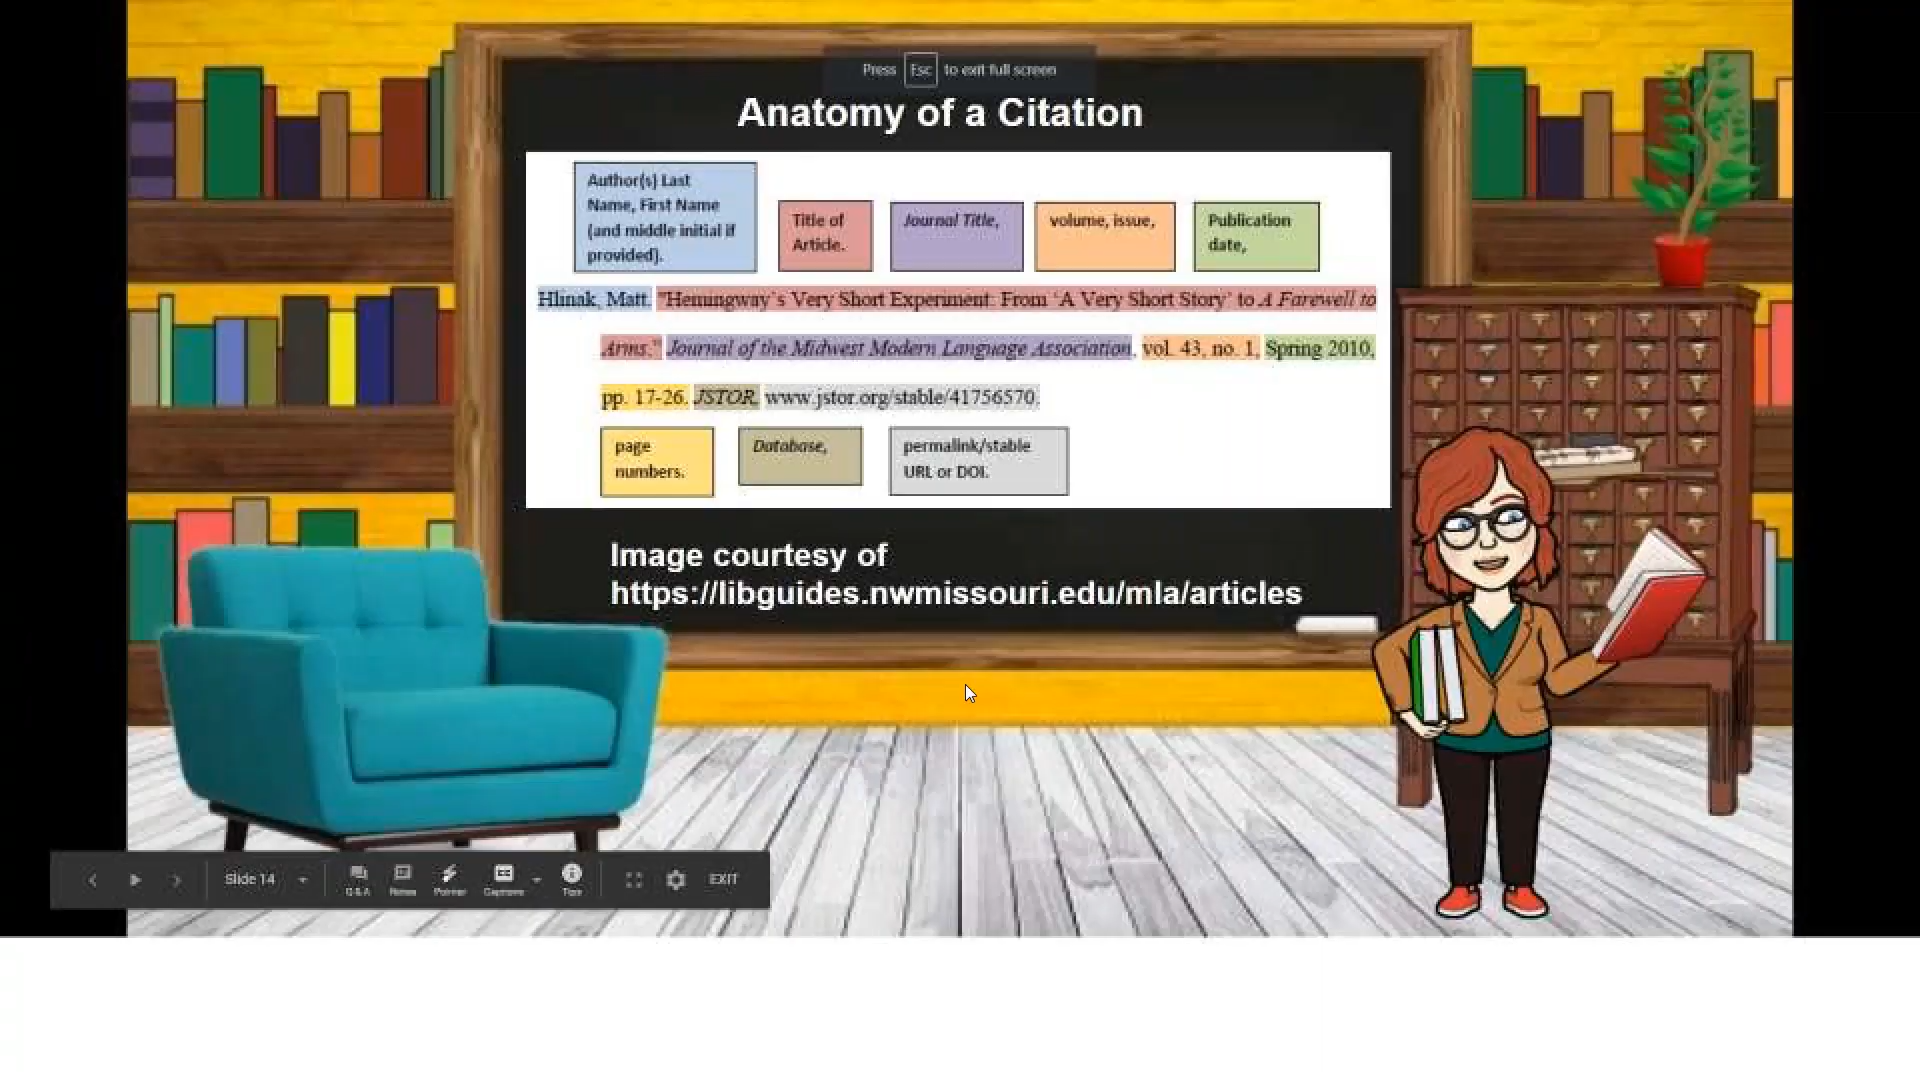 Press Esc to exit full screen
Anatomy of a Citation
Author(s) Last
Name, First Name
(and middle initial if
provided).
Title of
Article.
Journal Title,
volume, issue,
Publication
date,
Hlinak, Matt. "Hemingway's Very Short Experiment: From 'A Very Short Story' to A Farewell to
Arms." Journal of the Midwest Modern Language Association, vol. 43, no. 1, Spring 2010,
pp. 17-26. JSTOR, www.jstor.org/stable/41756570.
page
numbers.
Database,
permalink/stable
URL or DOI.
Image courtesy of
https://libguides.nwmissouri.edu/mla/articles
Slide 14
Q&A
Notes
Pointer
Captions
Tips
EXIT